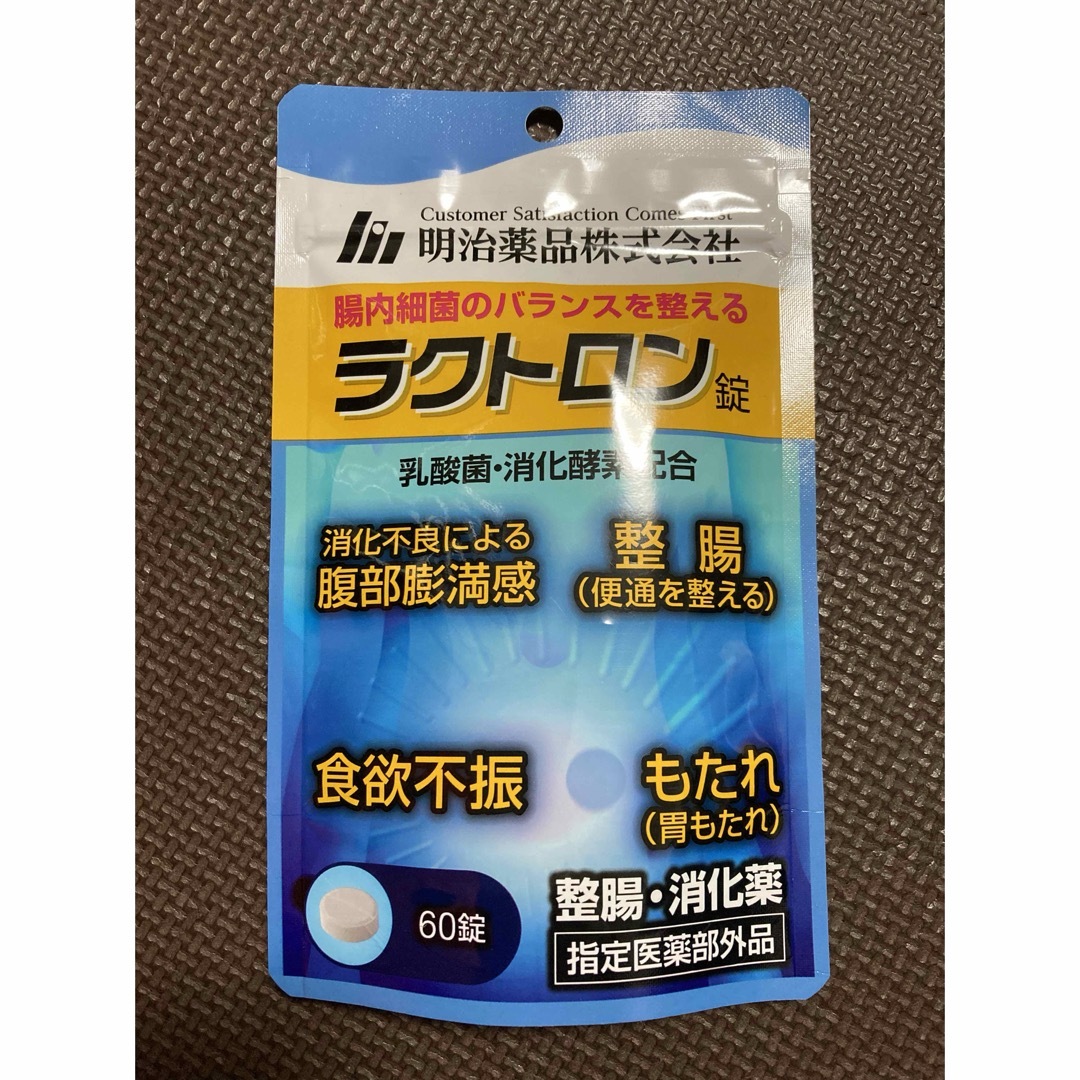 Customer Satisfaction Comes First
明治薬品株式会社
腸内細菌のバランスを整える
ラクトロン錠
乳酸菌・消化酵素配合
消化不良による
腹部膨満感
整腸
(便通を整える)
食欲不振
もたれ
(胃もたれ)
60錠
整腸・消化薬
指定医薬部外品